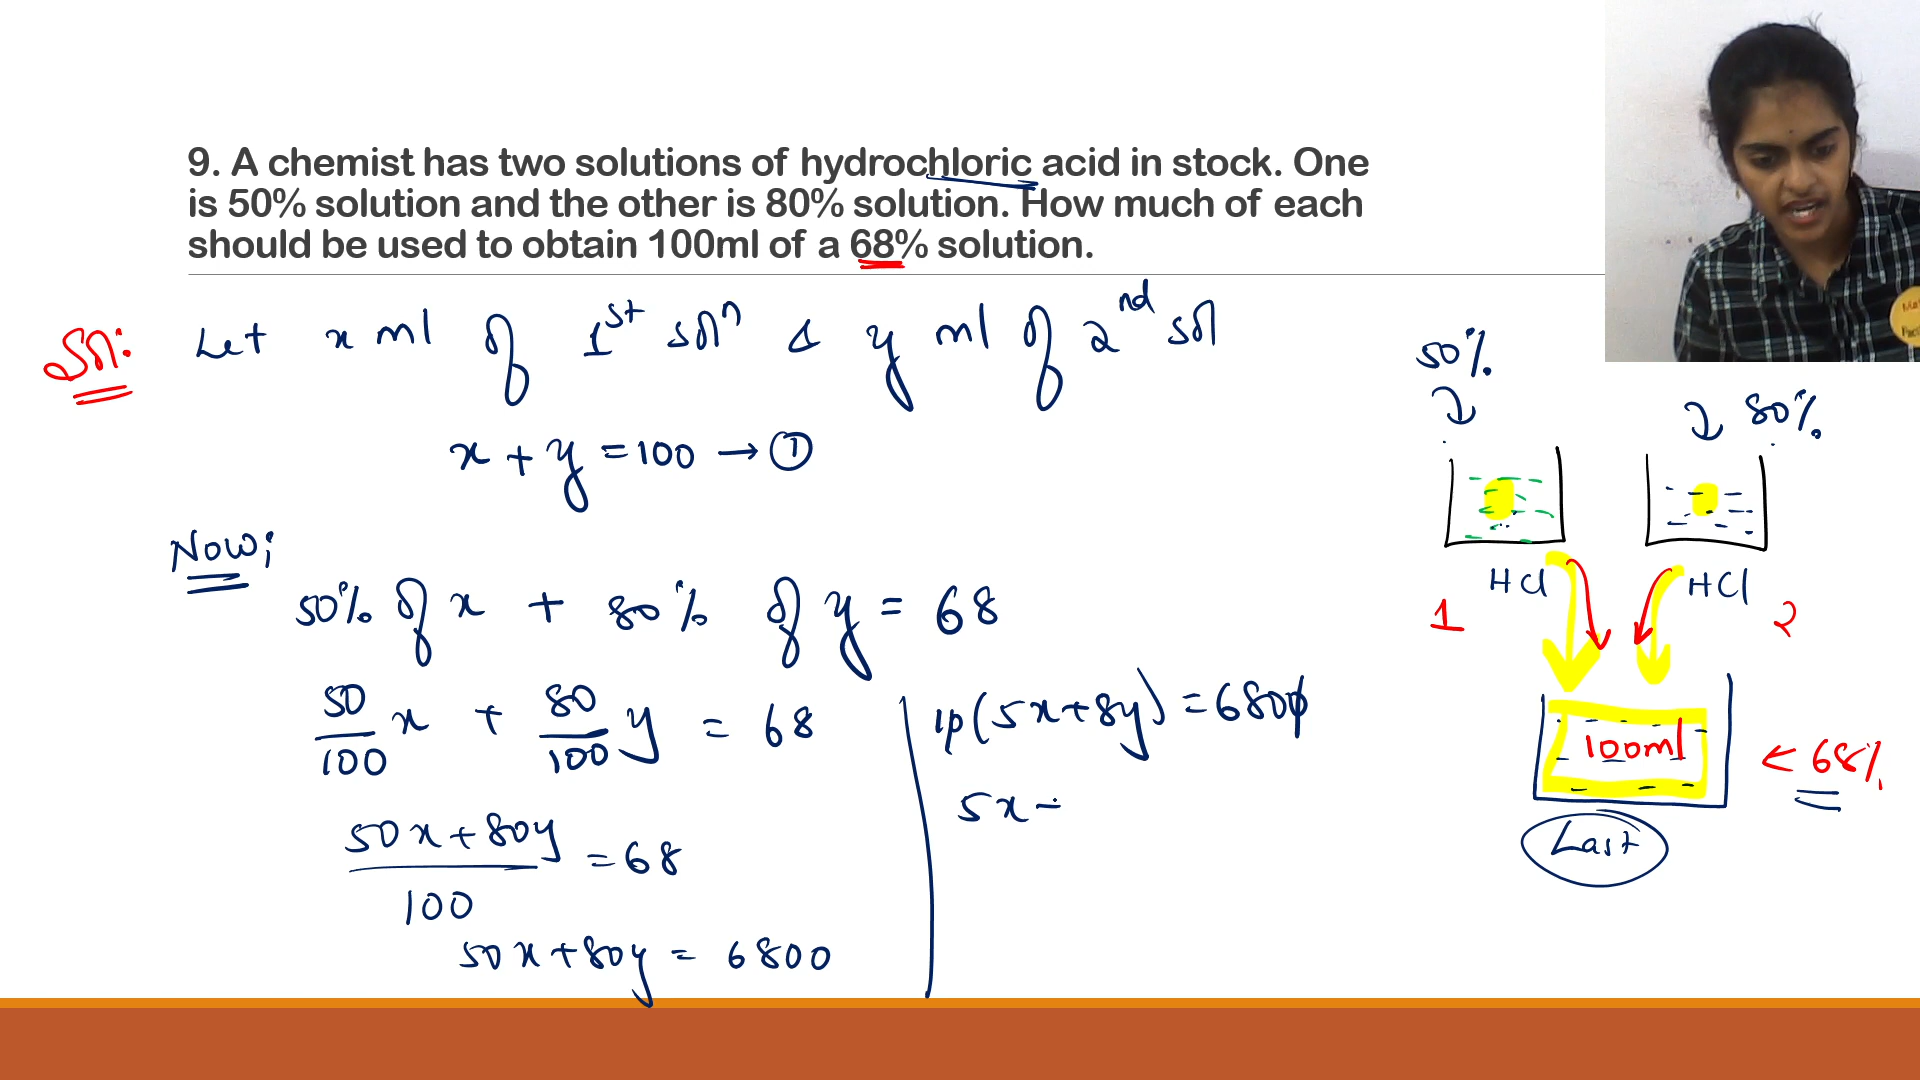 9. A chemist has two solutions of hydrochloric acid in stock. One
is 50% solution and the other is 80% solution. How much of each
should be used to obtain 100ml of a 68% solution.
Sol:
Let x ml of 1st solⁿ & y ml of 2nd sol
x + y = 100 → ①
Now;
50% of x + 80% of y = 68
50/100 x + 80/100 y = 68
50x + 80y / 100 = 68
50x + 80y = 6800
10(5x+8y) = 6800
5x
50%
80%
HCl
HCl
1
2
100ml
← 68%
Last